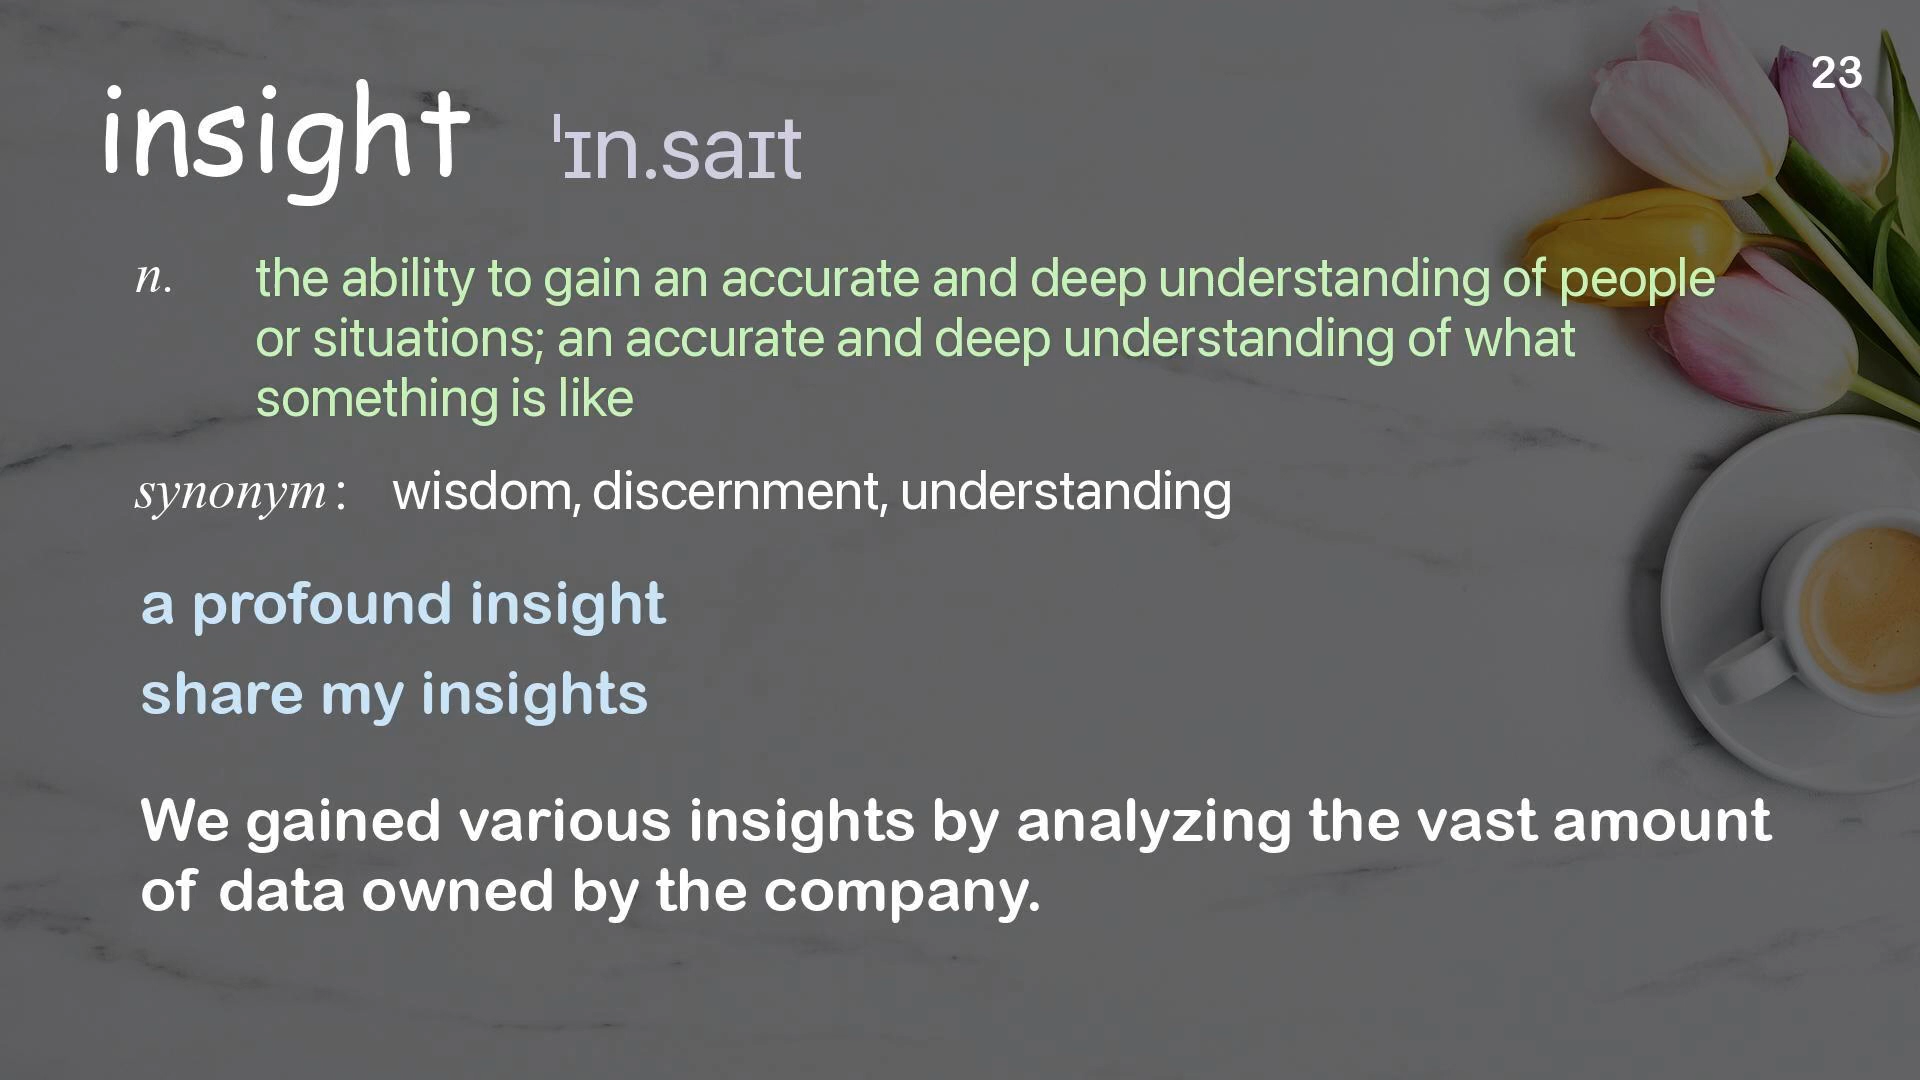 23
insight ˈɪn.saɪt
n. the ability to gain an accurate and deep understanding of people
or situations; an accurate and deep understanding of what
something is like
synonym: wisdom, discernment, understanding
a profound insight
share my insights
We gained various insights by analyzing the vast amount
of data owned by the company.